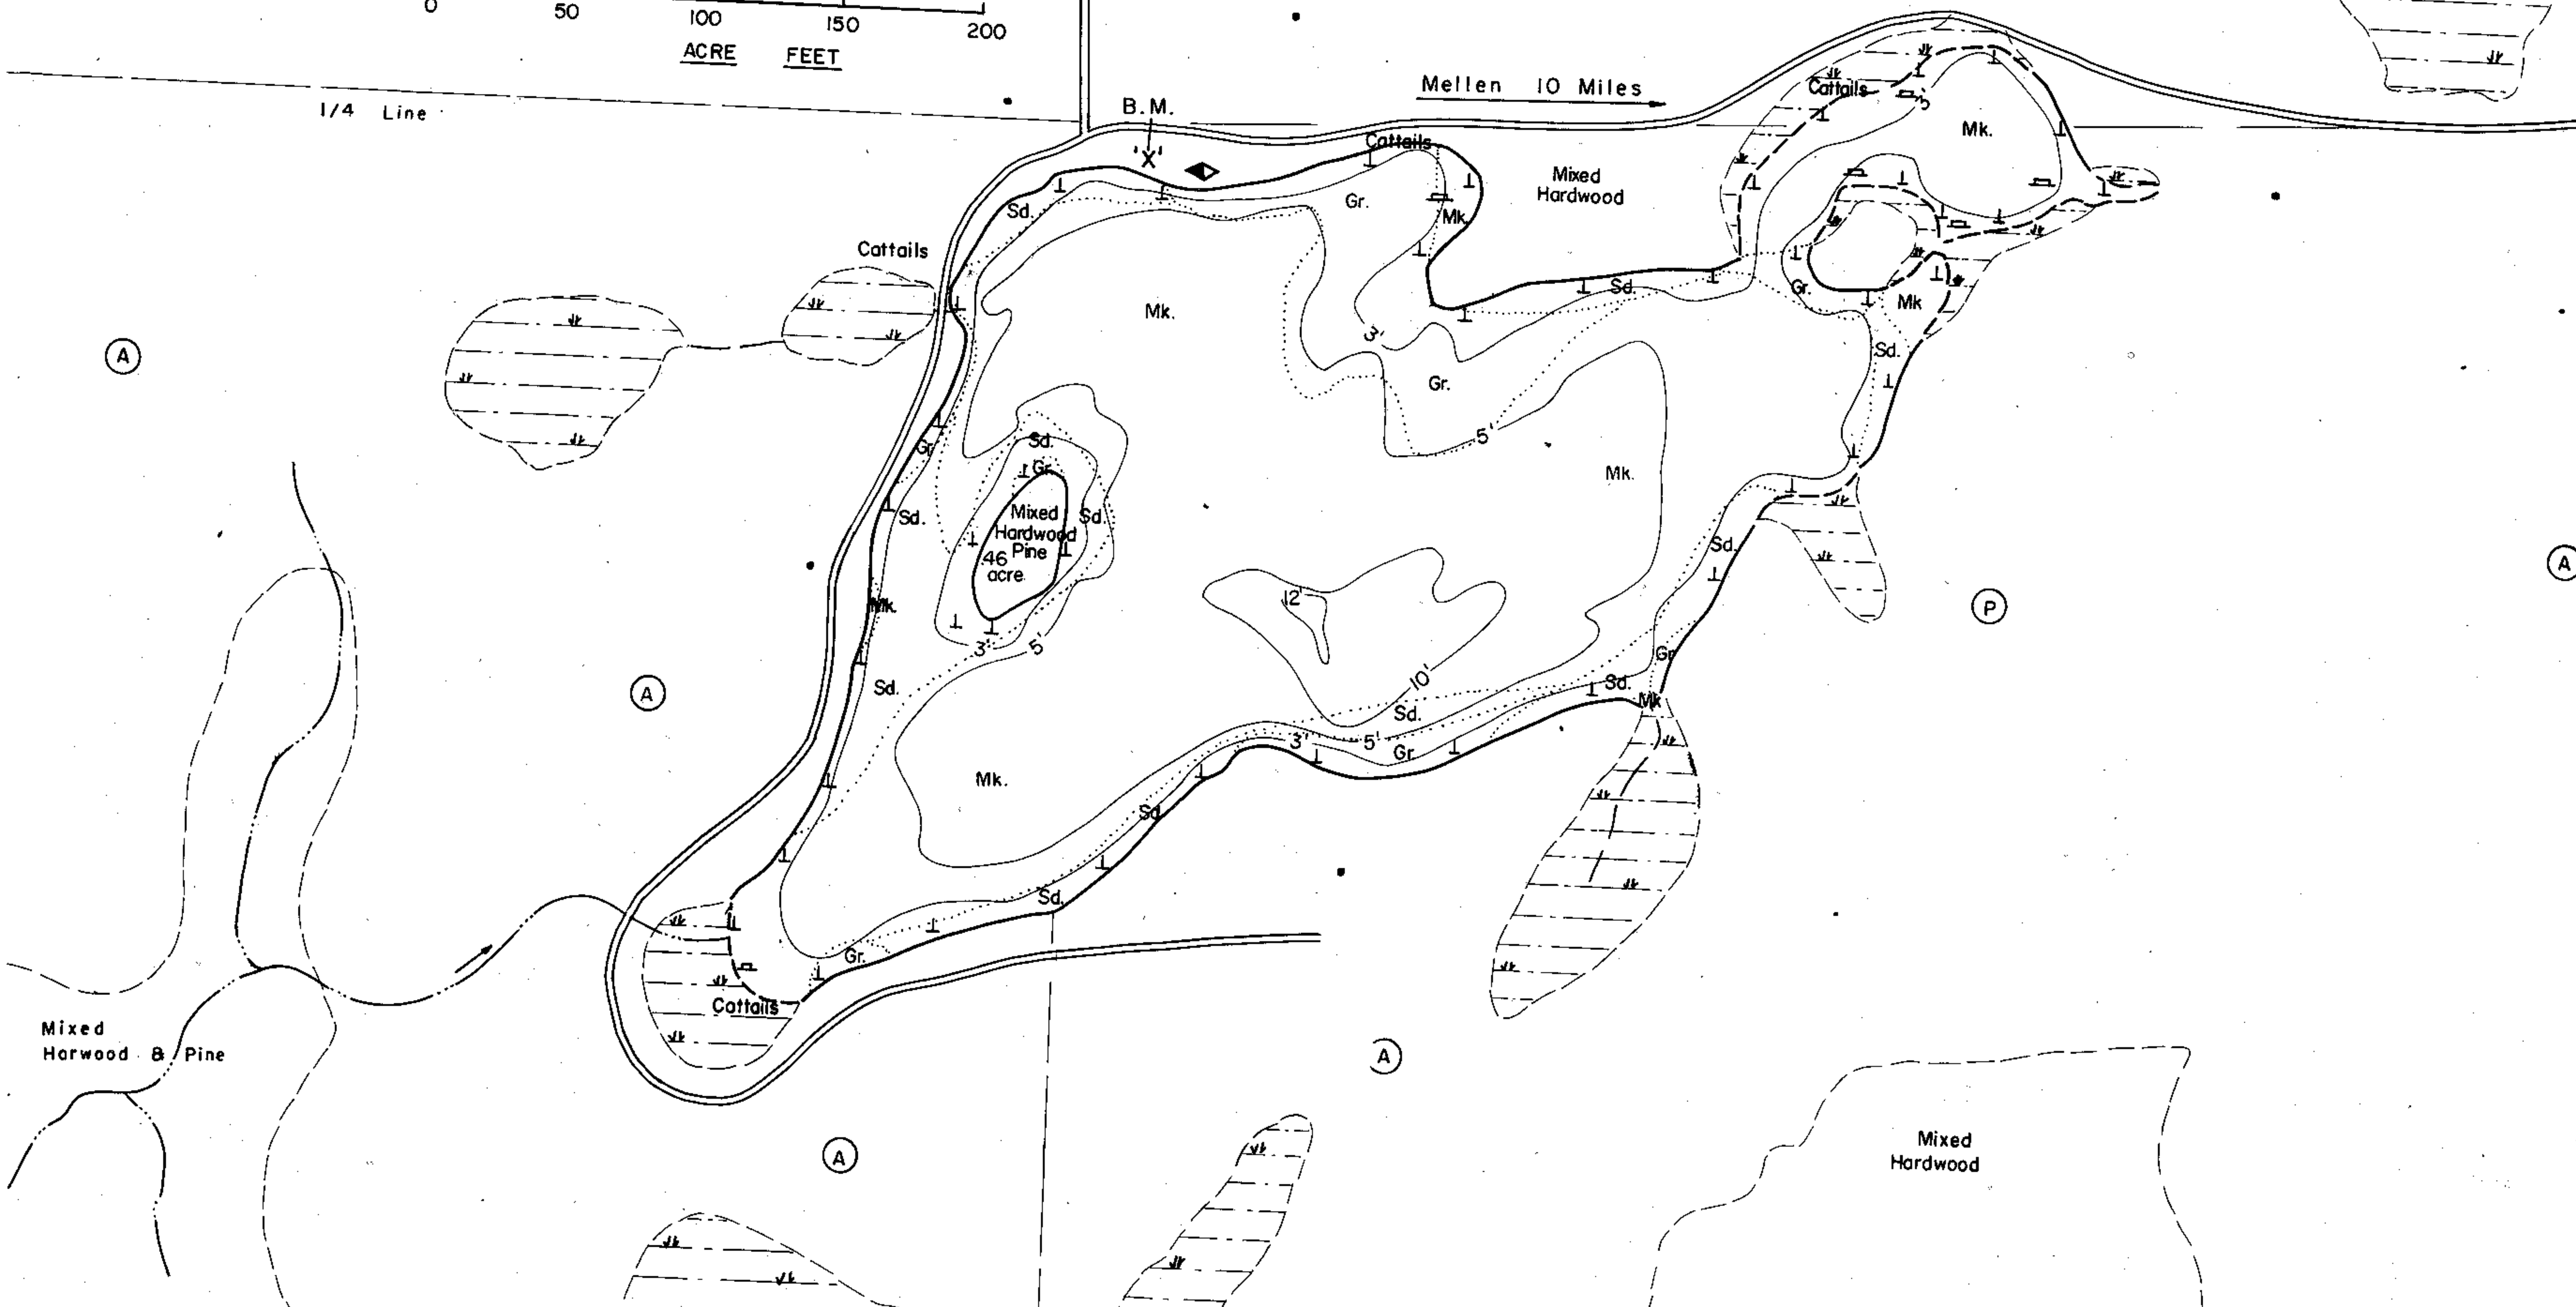 0 50 100 150 200
ACRE FEET
1/4 Line
Mellen 10 Miles
B.M.
'X'
Cattails
Cattails
3'
Mk.
Mixed
Hardwood
Gr.
Mk.
Sd.
Cattails
Mk.
Sd.
Gr.
Mk
3'
Gr.
Sd.
A
5'
Mk.
Gr.
Sd.
Gr.
Sd.
Sd.
Mixed
Hardwood
Pine
.46
acre
Sd.
A
P
Mk.
12'
3'
5'
Gr
Sd.
Sd.
Mk
10'
Sd.
A
3'
5'
Gr
Mk.
Sd.
Sd.
Gr.
Cattails
Mixed
Harwood & Pine
A
A
Mixed
Hardwood